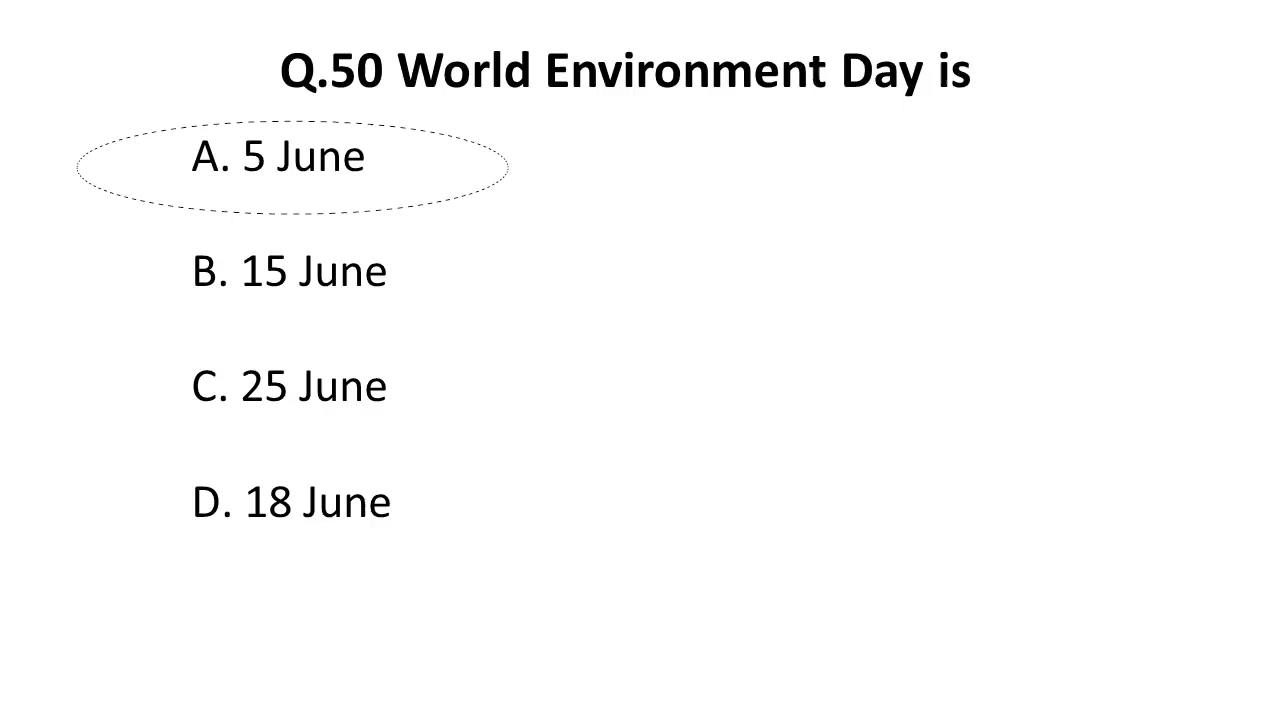 Q.50 World Environment Day is
A. 5 June
B. 15 June
C. 25 June
D. 18 June